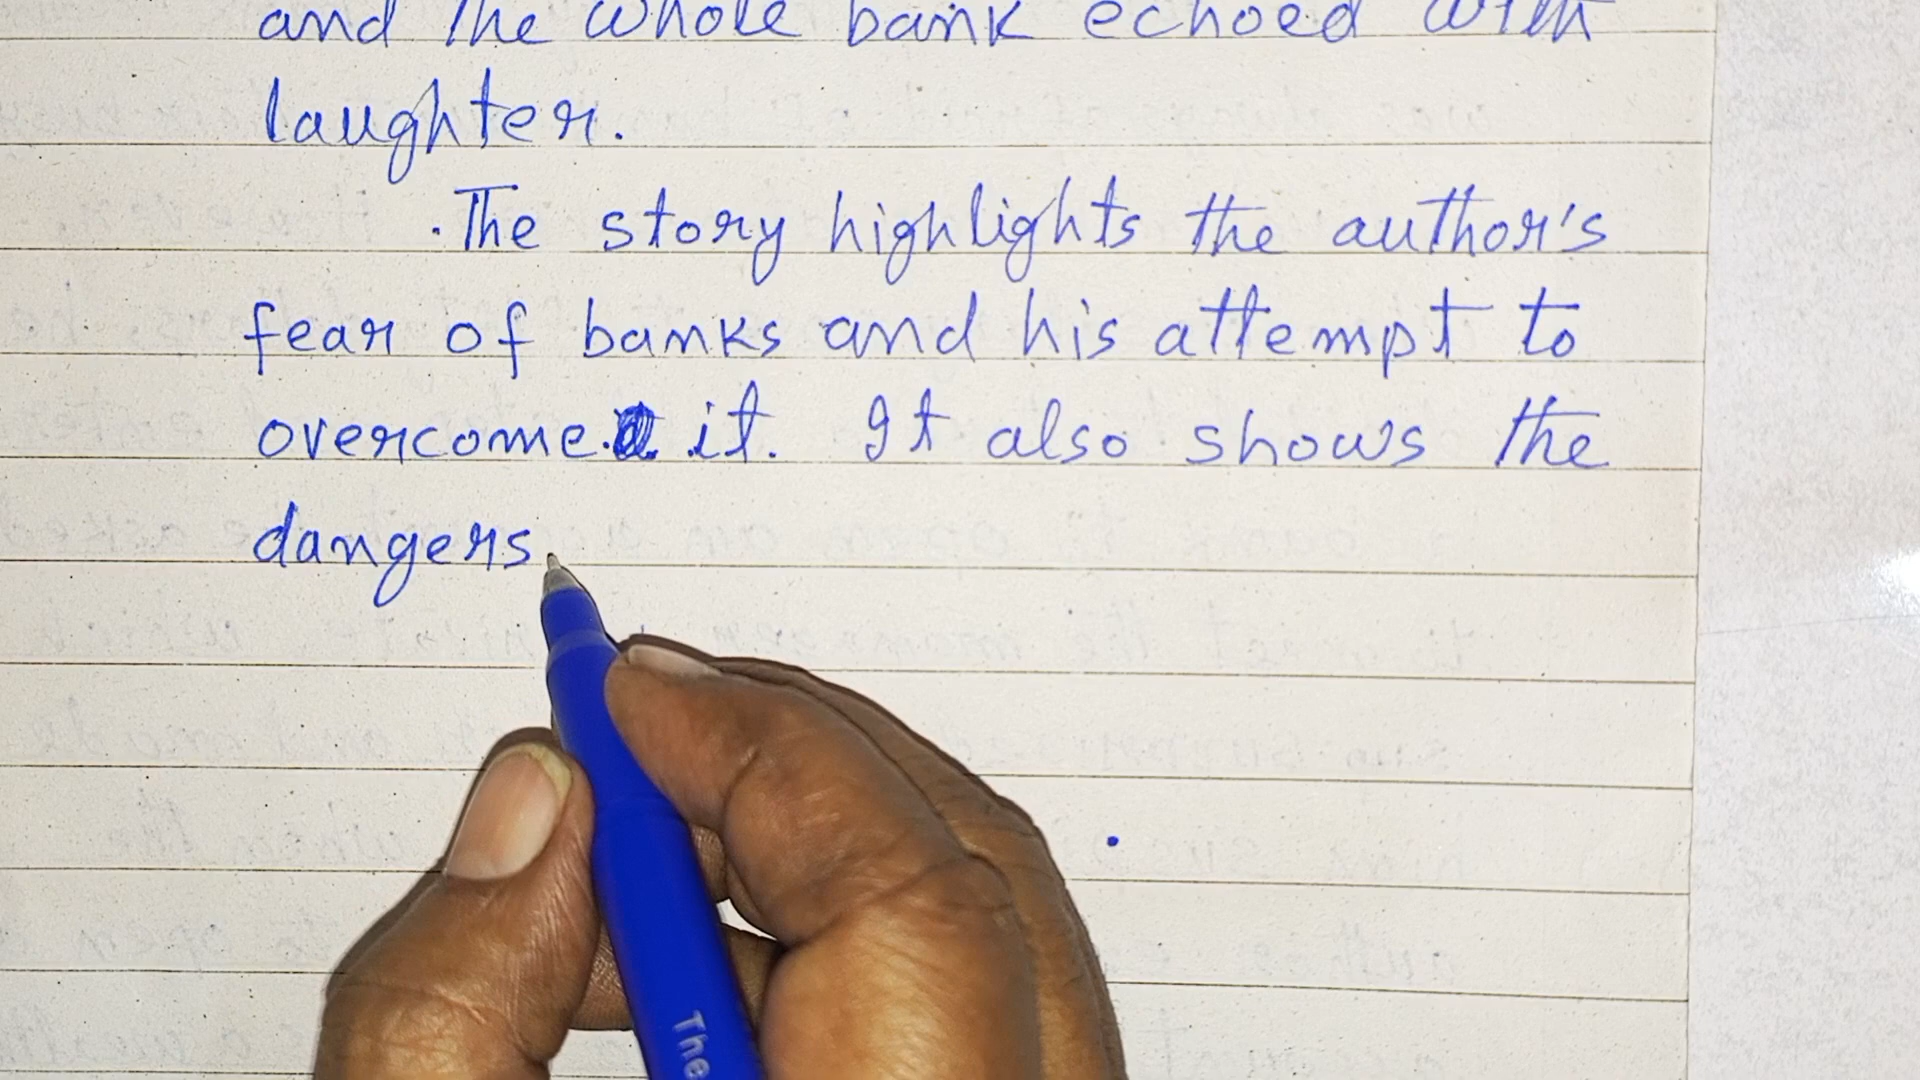 and the whole bank echoed with
laughter.
The story highlights the author's
fear of banks and his attempt to
overcome it. It also shows the
dangers
The